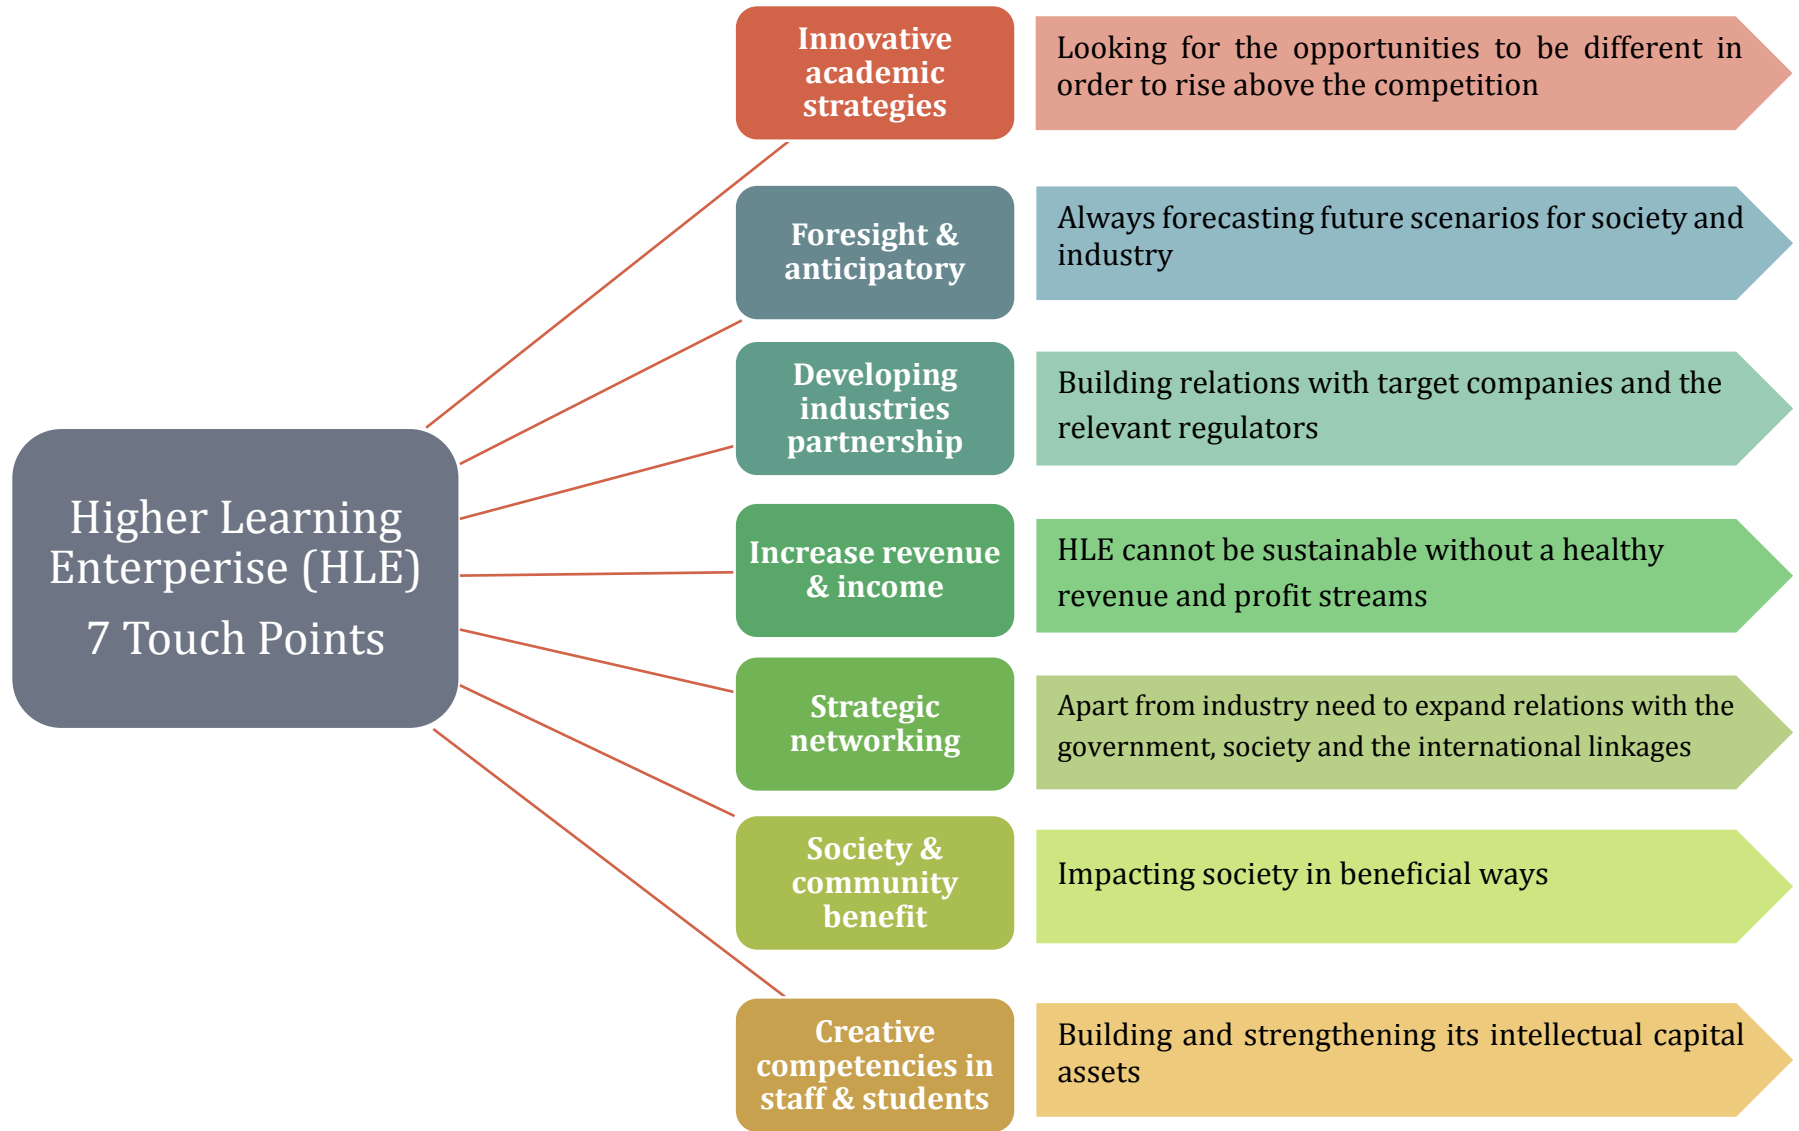 Innovative
academic
strategies
Looking for the opportunities to be different in
order to rise above the competition
Foresight &
anticipatory
Always forecasting future scenarios for society and
industry
Developing
industries
partnership
Building relations with target companies and the
relevant regulators
Higher Learning
Enterperise (HLE)
7 Touch Points
Increase revenue
& income
HLE cannot be sustainable without a healthy
revenue and profit streams
Strategic
networking
Apart from industry need to expand relations with the
government, society and the international linkages
Society &
community
benefit
Impacting society in beneficial ways
Creative
competencies in
staff & students
Building and strengthening its intellectual capital
assets